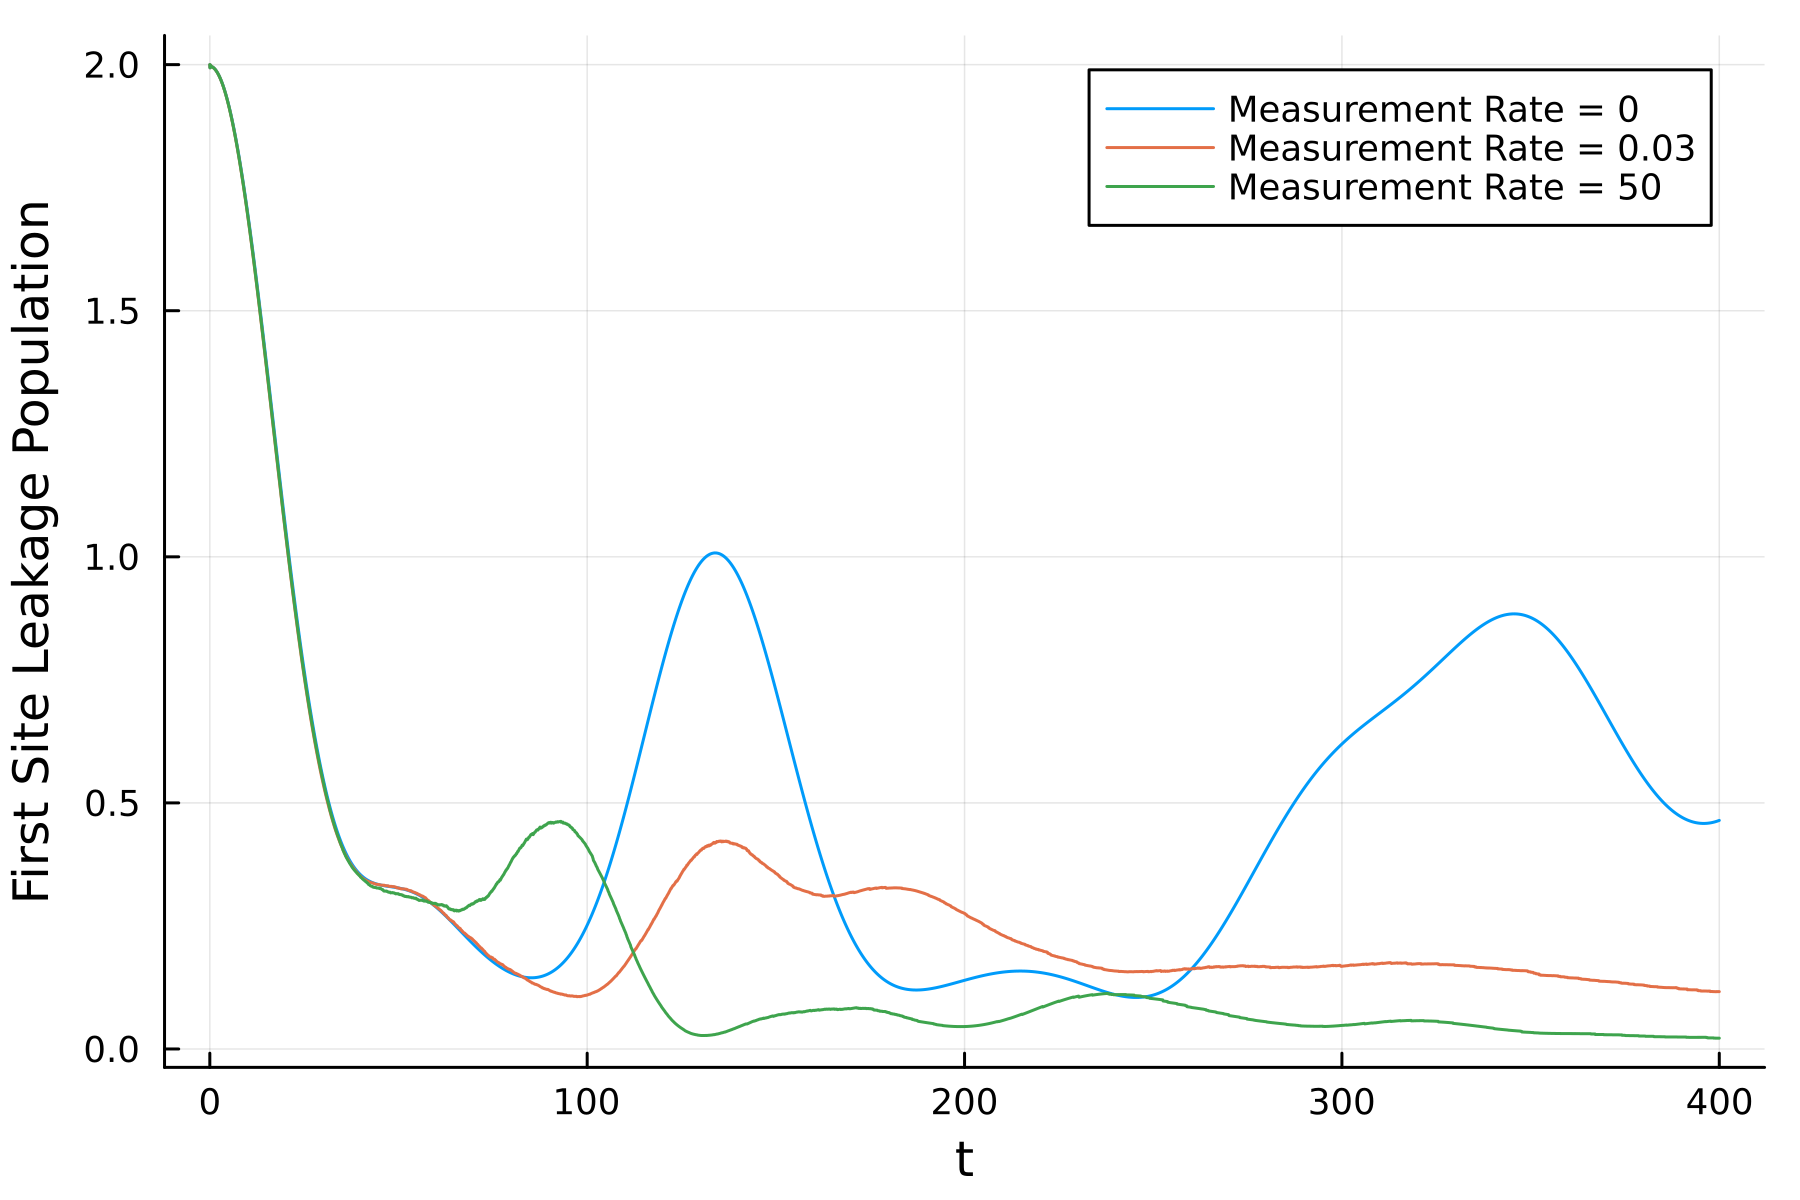 First Site Leakage Population
2.0
1.5
1.0
0.5
0.0
Measurement Rate = 0
Measurement Rate = 0.03
Measurement Rate = 50
0 100 200 300 400
t